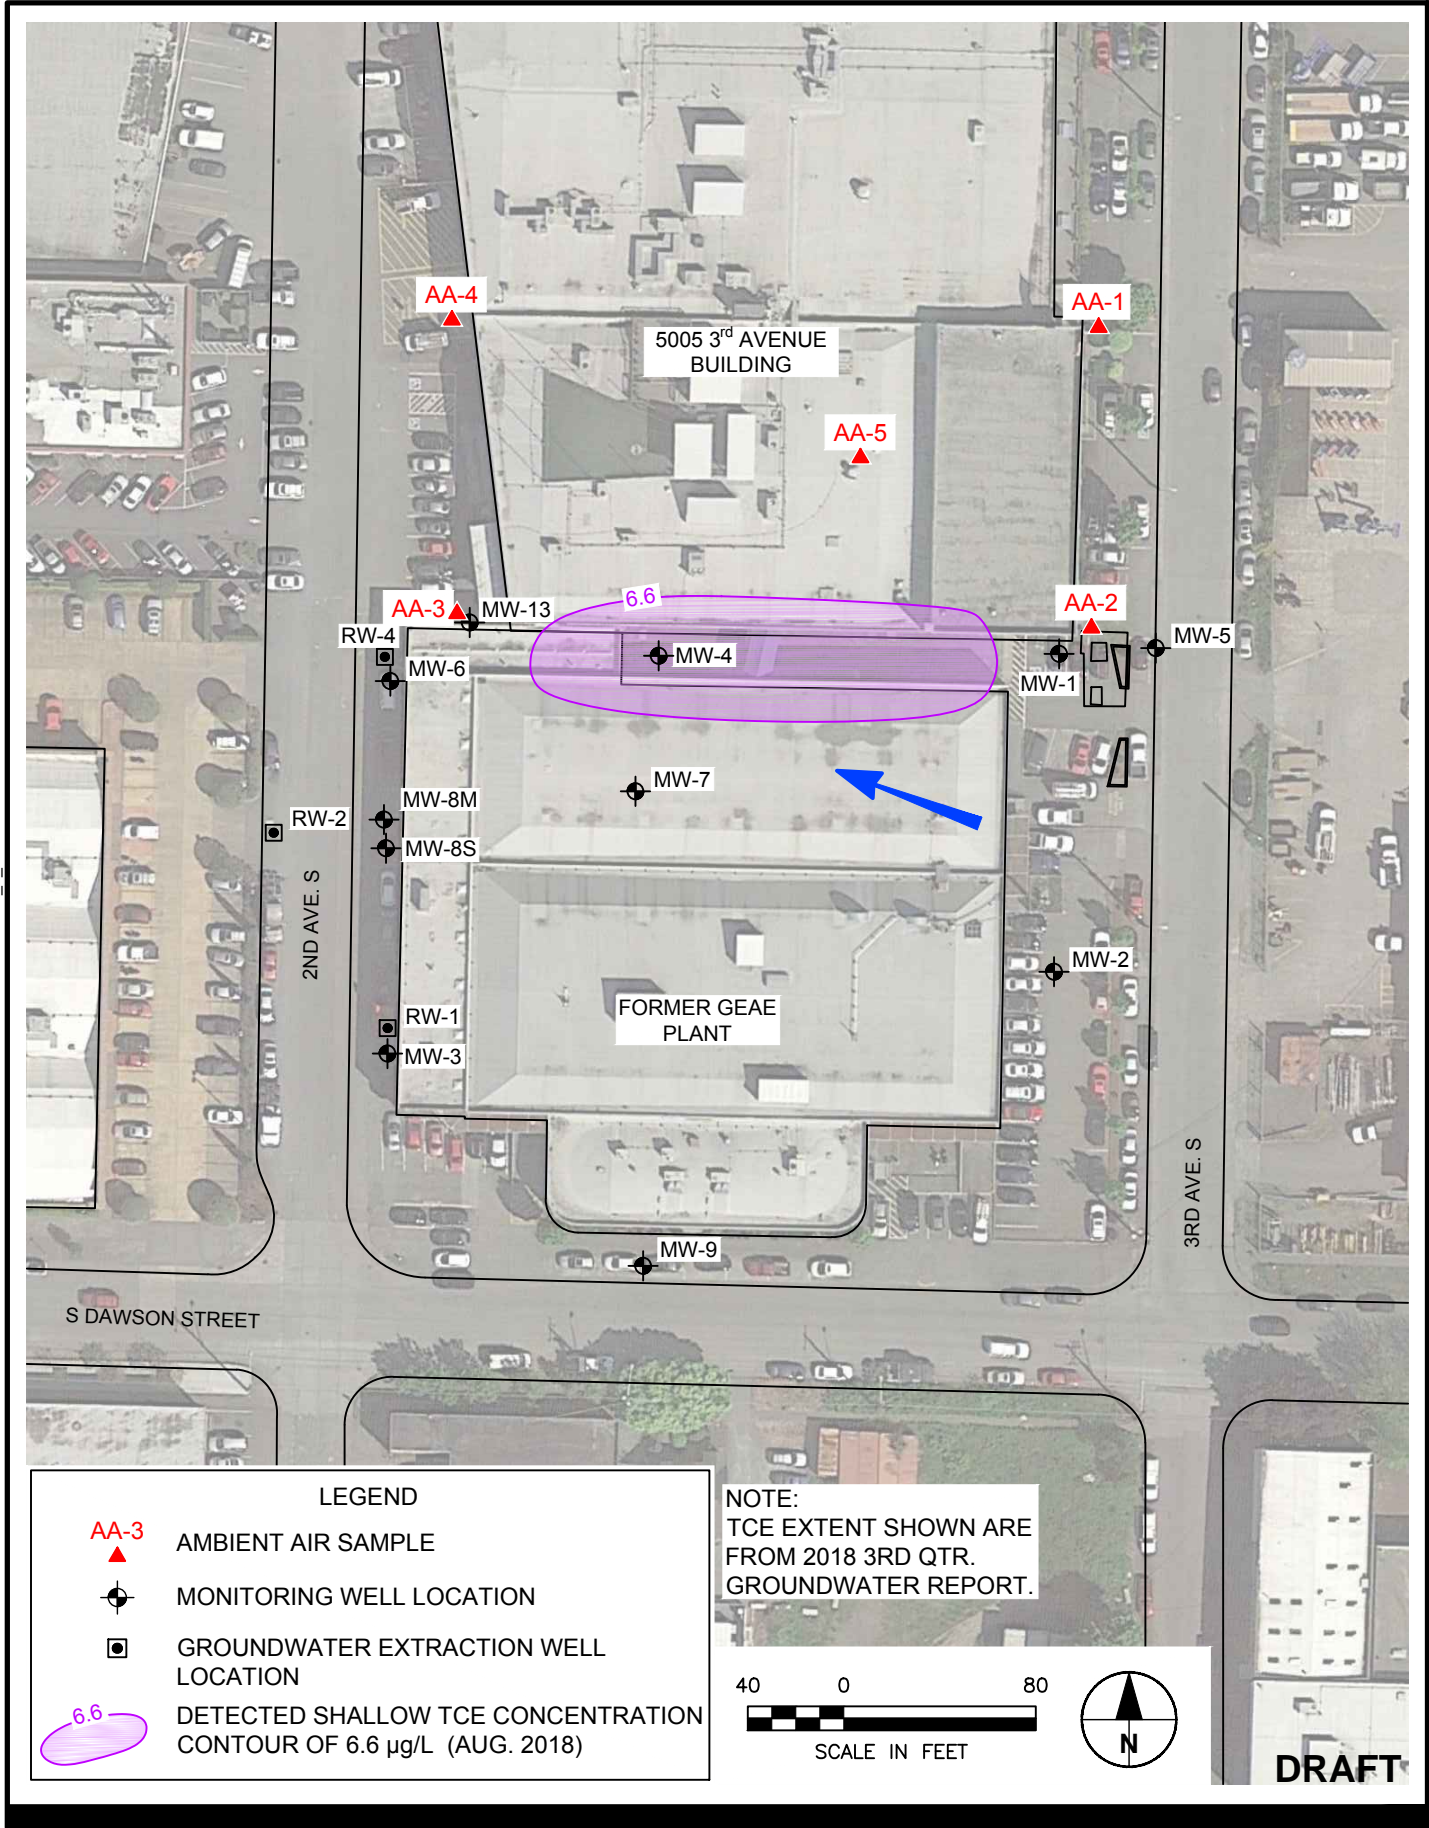 AA-4
AA-1
5005 3rd AVENUE
BUILDING
AA-5
6.6
AA-3
MW-13
AA-2
RW-4
MW-5
MW-4
MW-6
MW-1
MW-7
MW-8M
RW-2
MW-8S
2ND AVE. S
MW-2
FORMER GEAE
PLANT
RW-1
MW-3
3RD AVE. S
MW-9
S DAWSON STREET
LEGEND
AA-3
AMBIENT AIR SAMPLE
MONITORING WELL LOCATION
GROUNDWATER EXTRACTION WELL
LOCATION
6.6
DETECTED SHALLOW TCE CONCENTRATION
CONTOUR OF 6.6 µg/L (AUG. 2018)
NOTE:
TCE EXTENT SHOWN ARE
FROM 2018 3RD QTR.
GROUNDWATER REPORT.
40 0 80
SCALE IN FEET
N
DRAFT